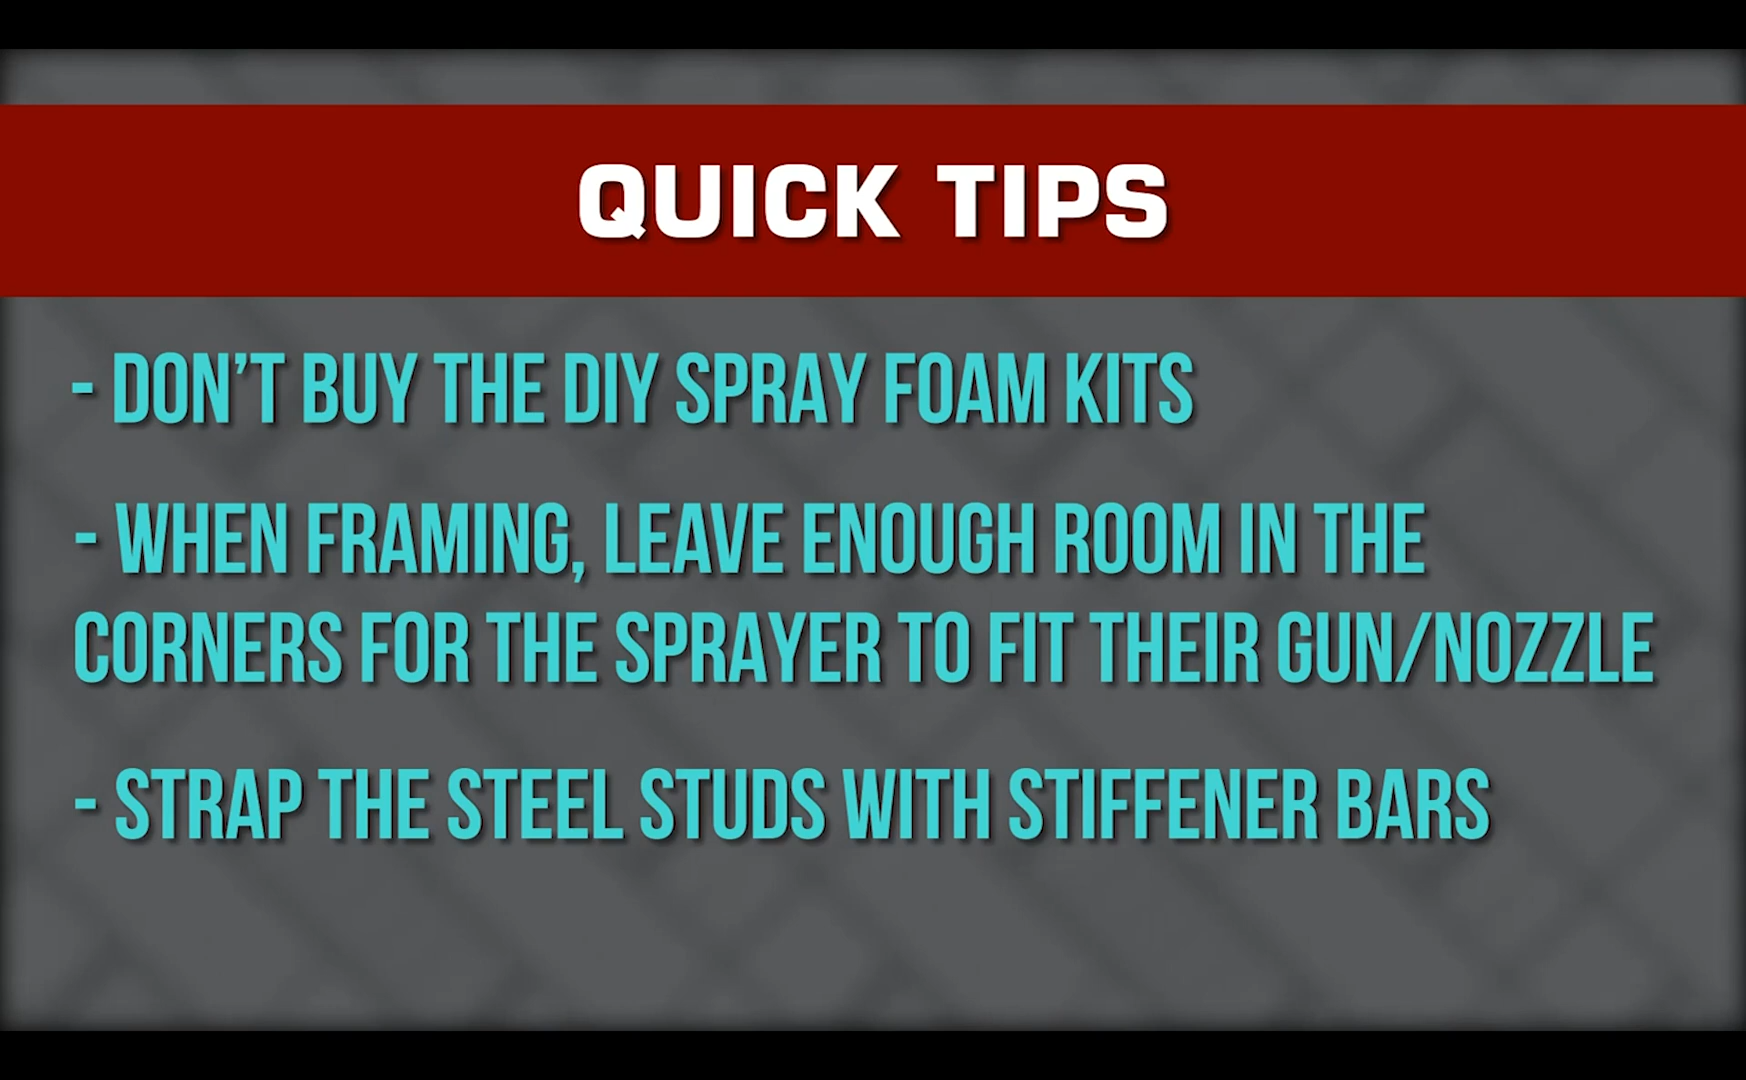 QUICK TIPS
- DON'T BUY THE DIY SPRAY FOAM KITS
- WHEN FRAMING, LEAVE ENOUGH ROOM IN THE
CORNERS FOR THE SPRAYER TO FIT THEIR GUN/NOZZLE
- STRAP THE STEEL STUDS WITH STIFFENER BARS